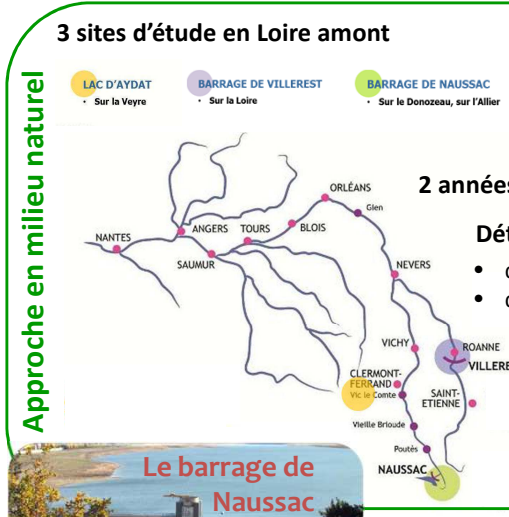 3 sites d’étude en Loire amont
Approche en milieu naturel
LAC D’AYDAT
• Sur la Veyre
BARRAGE DE VILLEREST
• Sur la Loire
BARRAGE DE NAUSSAC
• Sur le Donozeau, sur l’Allier
2 années
Dét
•
•
ORLÉANS
Gien
ANGERS
TOURS
BLOIS
NANTES
SAUMUR
NEVERS
VICHY
ROANNE
VILLERE
CLERMONT-
FERRAND
Vic le Comte
SAINT-
ETIENNE
Vieille Brioude
Poutès
NAUSSAC
Le barrage de
Naussac